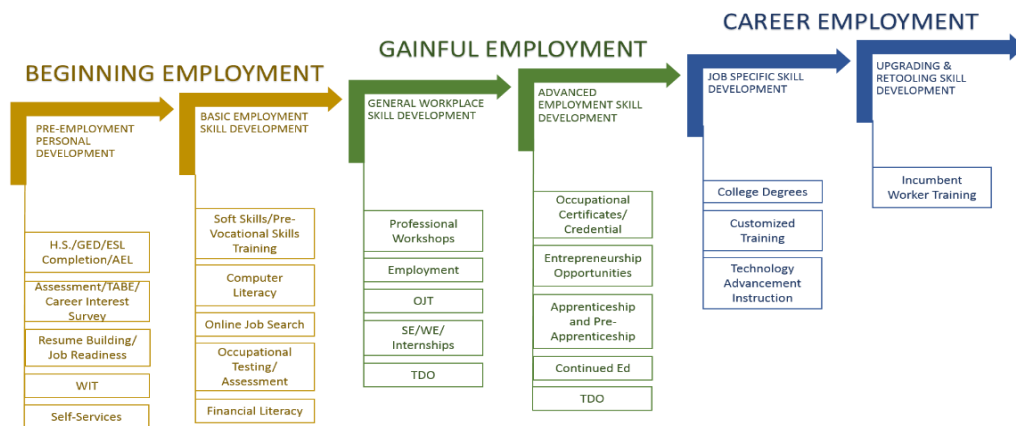 CAREER EMPLOYMENT
GAINFUL EMPLOYMENT
BEGINNING EMPLOYMENT
PRE-EMPLOYMENT
PERSONAL
DEVELOPMENT
H.S./GED/ESL
Completion/AEL
Assessment/TABE/
Career Interest
Survey
Resume Building/
Job Readiness
WIT
Self-Services
BASIC EMPLOYMENT
SKILL DEVELOPMENT
Soft Skills/Pre-
Vocational Skills
Training
Computer
Literacy
Online Job Search
Occupational
Testing/
Assessment
Financial Literacy
GENERAL WORKPLACE
SKILL DEVELOPMENT
Professional
Workshops
Employment
OJT
SE/WE/
Internships
TDO
ADVANCED
EMPLOYMENT SKILL
DEVELOPMENT
Occupational
Certificates/
Credential
Entrepreneurship
Opportunities
Apprenticeship
and Pre-
Apprenticeship
Continued Ed
TDO
JOB SPECIFIC SKILL
DEVELOPMENT
College Degrees
Customized
Training
Technology
Advancement
Instruction
UPGRADING &
RETOOLING SKILL
DEVELOPMENT
Incumbent
Worker Training